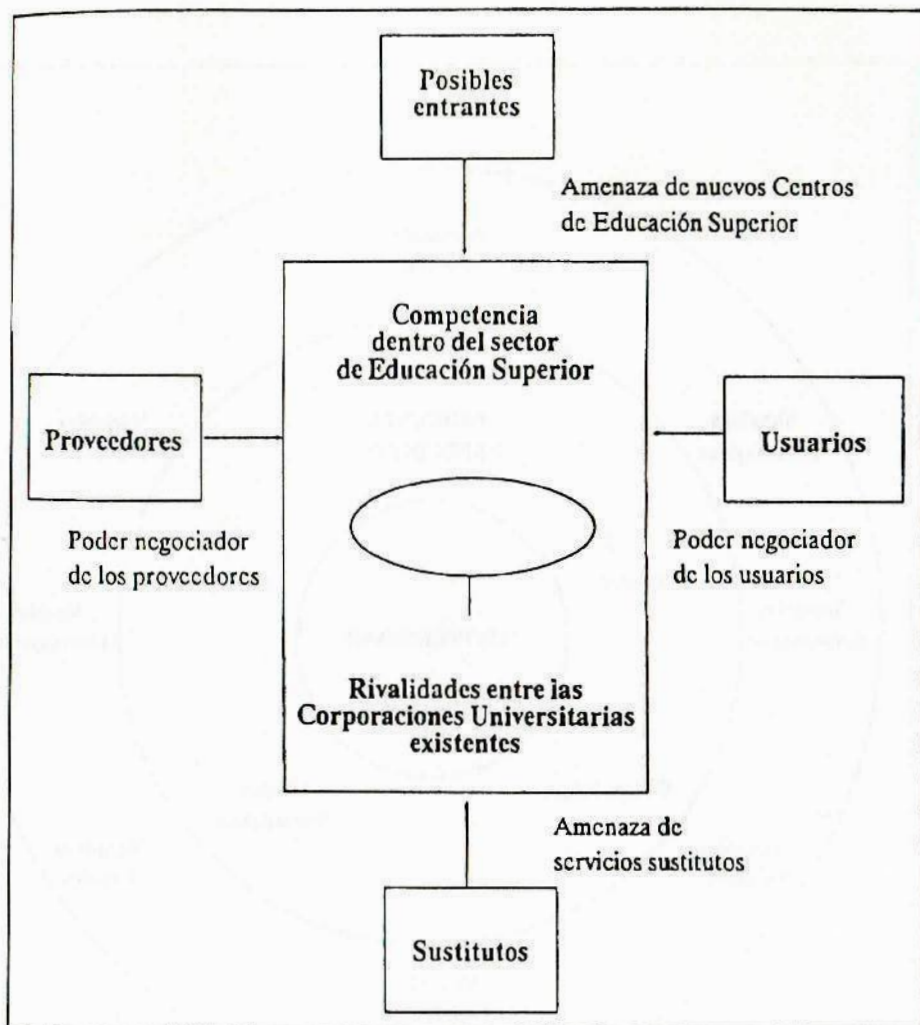 Posibles
entrantes
Amenaza de nuevos Centros
de Educación Superior
Competencia
dentro del sector
de Educación Superior
Proveedores
Usuarios
Poder negociador
de los proveedores
Poder negociador
de los usuarios
Rivalidades entre las
Corporaciones Universitarias
existentes
Amenaza de
servicios sustitutos
Sustitutos